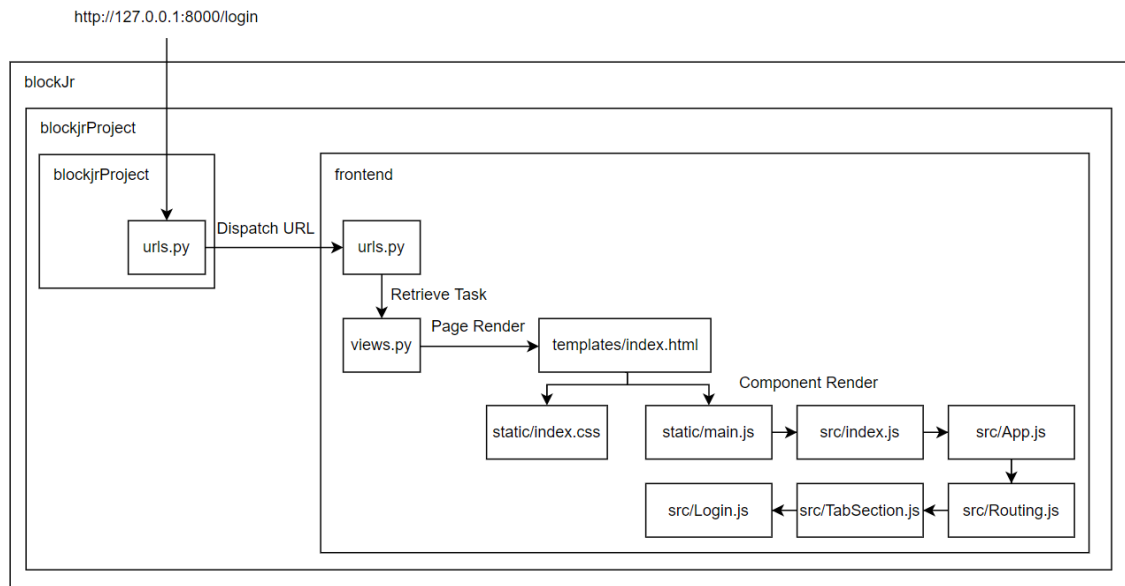 http://127.0.0.1:8000/login
blockJr
blockjrProject
blockjrProject
frontend
urls.py
Dispatch URL
urls.py
Retrieve Task
views.py
Page Render
templates/index.html
Component Render
static/index.css
static/main.js
src/index.js
src/App.js
src/Login.js
src/TabSection.js
src/Routing.js